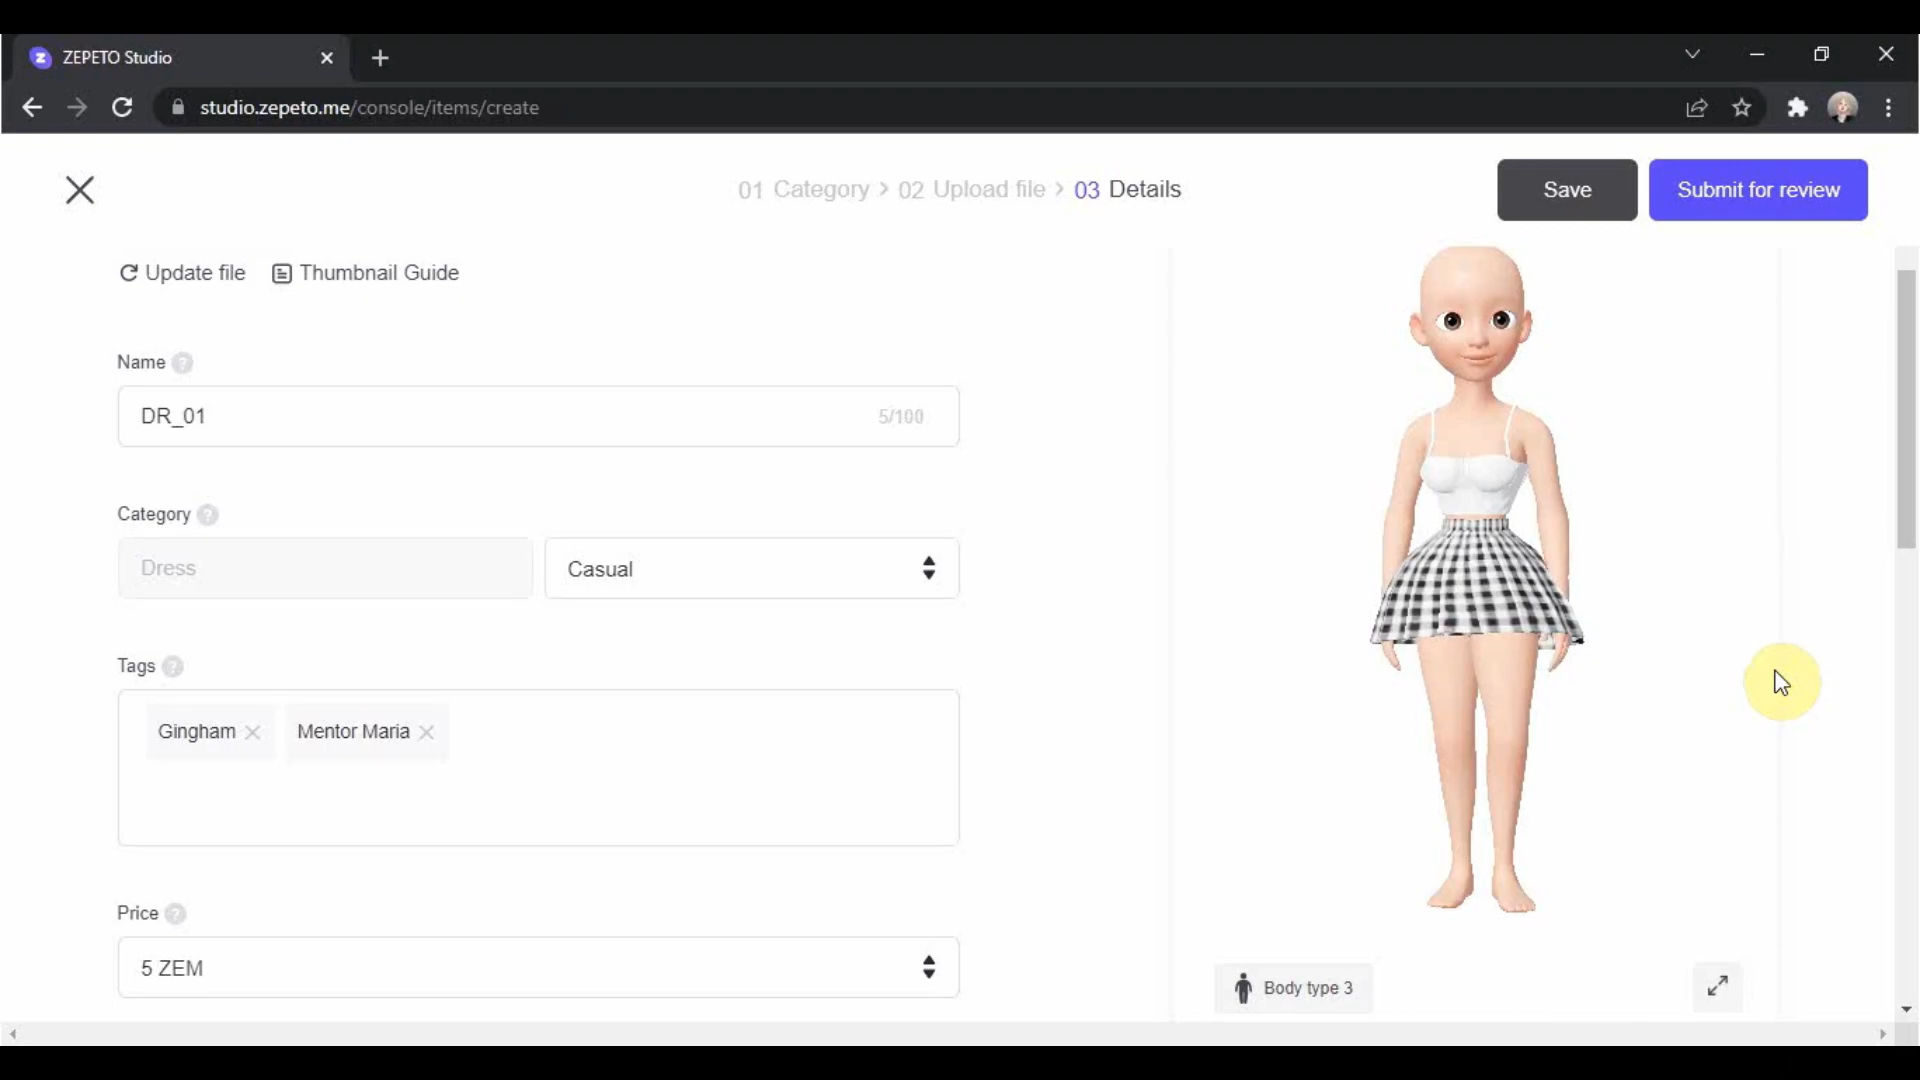 ZEPETO Studio
studio.zepeto.me/console/items/create
01 Category > 02 Upload file > 03 Details
Save
Submit for review
Update file
Thumbnail Guide
Name ?
DR_01
5/100
Category ?
Dress
Casual
Tags ?
Gingham
Mentor Maria
Price ?
5 ZEM
Body type 3